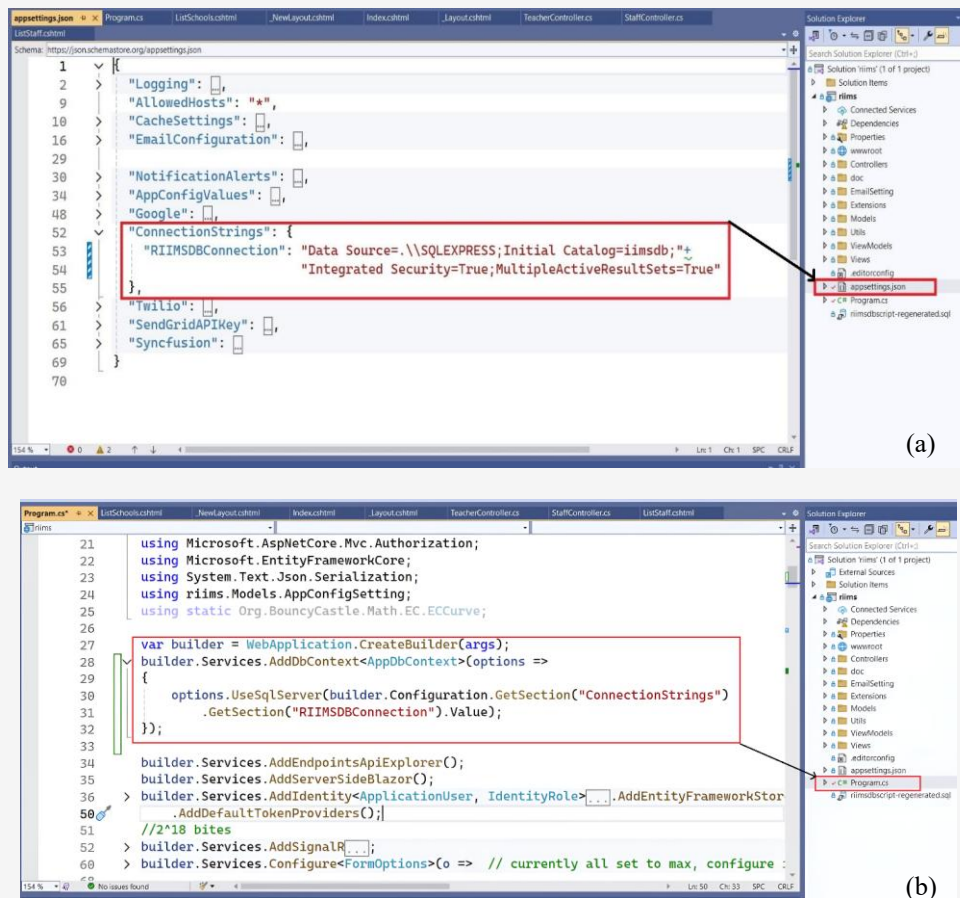 appsettings.json Program.cs ListSchools.cshtml _NewLayout.cshtml Index.cshtml _Layout.cshtml TeacherController.cs StaffController.cs
ListStaff.cshtml
Schema: https://json.schemastore.org/appsettings.json
1 {
2 "Logging": ...,
9 "AllowedHosts": "*",
10 "CacheSettings": ...,
16 "EmailConfiguration": ...,
29
30 "NotificationAlerts": ...,
34 "AppConfigValues": ...,
48 "Google": ...,
52 "ConnectionStrings": {
53 "RIIMSDBConnection": "Data Source=.\\SQLEXPRESS;Initial Catalog=iimsdb;"+
54 "Integrated Security=True;MultipleActiveResultSets=True"
55 },
56 "Twilio": ...,
61 "SendGridAPIKey": ...,
65 "Syncfusion": ...
69 }
70
154 % 0 2 Ln: 1 Ch: 1 SPC CRLF
Solution Explorer
Search Solution Explorer (Ctrl+;)
Solution 'riims' (1 of 1 project)
Solution Items
riims
Connected Services
Dependencies
Properties
wwwroot
Controllers
doc
EmailSetting
Extensions
Models
Utils
ViewModels
Views
.editorconfig
appsettings.json
C# Program.cs
riimsdbscript-regenerated.sql
(a)
Program.cs* ListSchools.cshtml _NewLayout.cshtml Index.cshtml _Layout.cshtml TeacherController.cs StaffController.cs ListStaff.cshtml
riims
21 using Microsoft.AspNetCore.Mvc.Authorization;
22 using Microsoft.EntityFrameworkCore;
23 using System.Text.Json.Serialization;
24 using riims.Models.AppConfigSetting;
25 using static Org.BouncyCastle.Math.EC.ECCurve;
26
27 var builder = WebApplication.CreateBuilder(args);
28 builder.Services.AddDbContext<AppDbContext>(options =>
29 {
30 options.UseSqlServer(builder.Configuration.GetSection("ConnectionStrings")
31 .GetSection("RIIMSDBConnection").Value);
32 });
33
34 builder.Services.AddEndpointsApiExplorer();
35 builder.Services.AddServerSideBlazor();
36 builder.Services.AddIdentity<ApplicationUser, IdentityRole>....AddEntityFrameworkStor
50 .AddDefaultTokenProviders();
51 //2^18 bites
52 builder.Services.AddSignalR...;
60 builder.Services.Configure<FormOptions>(o => // currently all set to max, configure
154 % No issues found Ln: 50 Ch: 33 SPC CRLF
Solution Explorer
Search Solution Explorer (Ctrl+;)
Solution 'riims' (1 of 1 project)
External Sources
Solution Items
riims
Connected Services
Dependencies
Properties
wwwroot
Controllers
doc
EmailSetting
Extensions
Models
Utils
ViewModels
Views
.editorconfig
appsettings.json
C# Program.cs
riimsdbscript-regenerated.sql
(b)